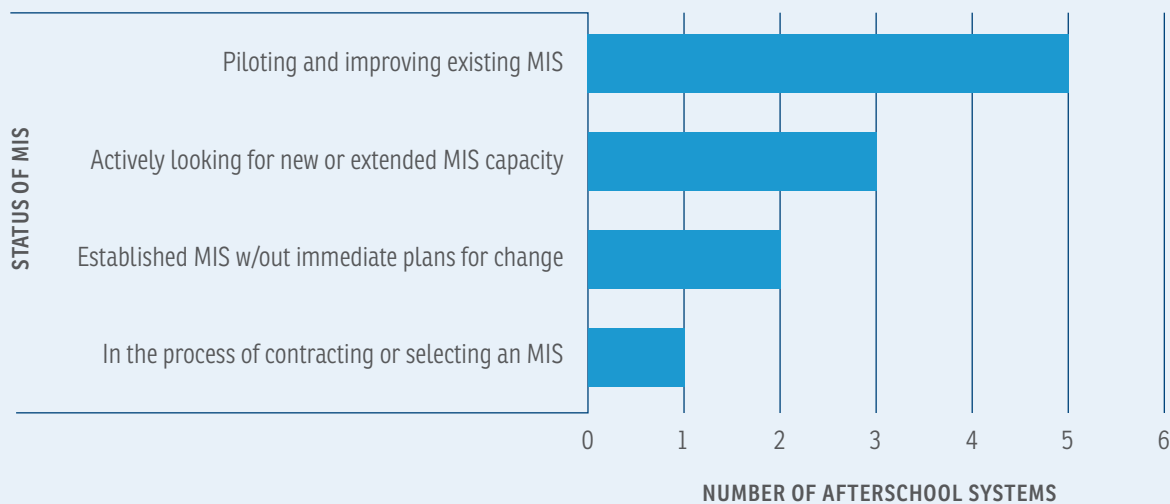 STATUS OF MIS
Piloting and improving existing MIS
Actively looking for new or extended MIS capacity
Established MIS w/out immediate plans for change
In the process of contracting or selecting an MIS
0 1 2 3 4 5 6
NUMBER OF AFTERSCHOOL SYSTEMS